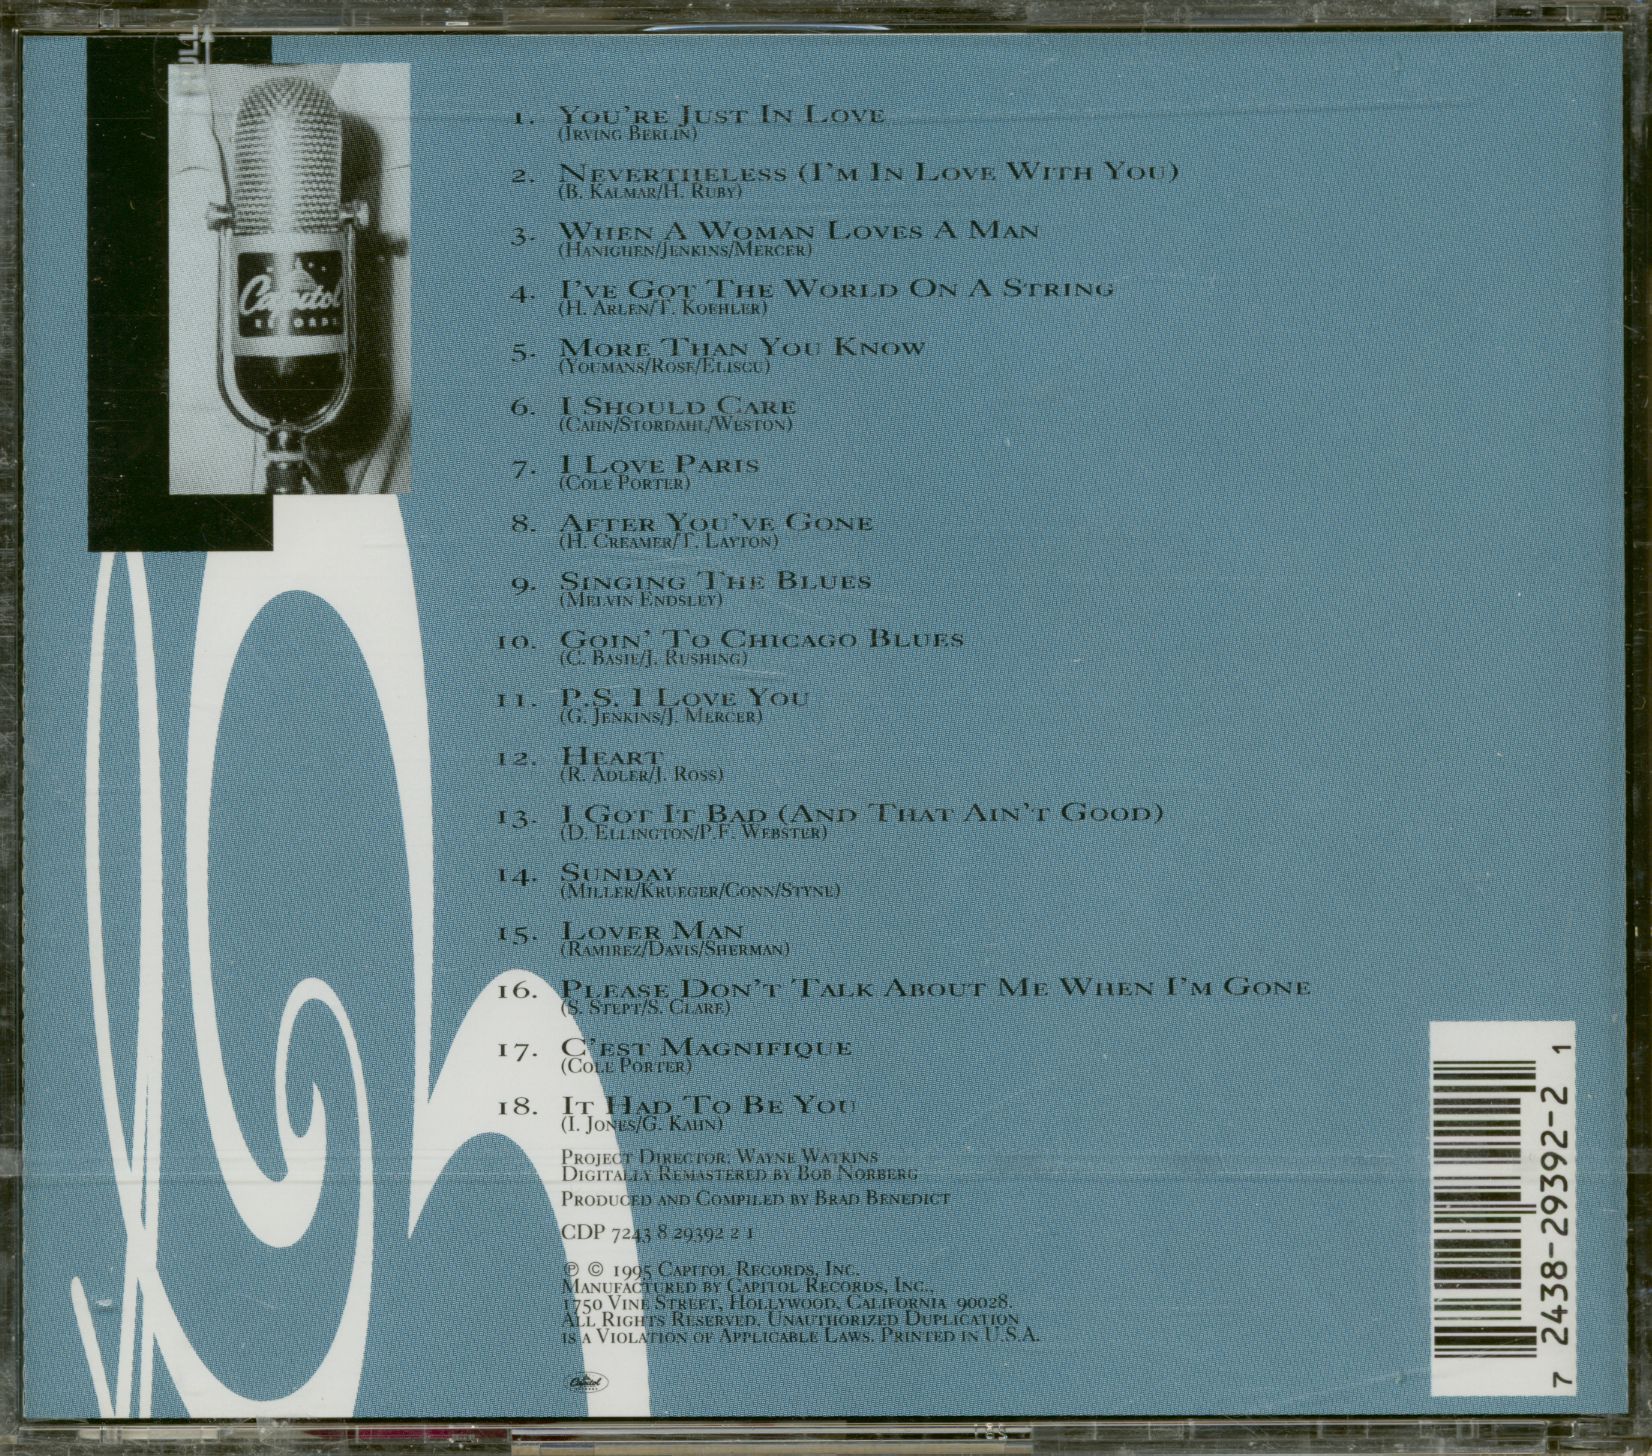 PULL
Capitol
RECORDS
1. You're Just In Love
(Irving Berlin)
2. Nevertheless (I'm In Love With You)
(B. Kalmar/H. Ruby)
3. When A Woman Loves A Man
(Hanighen/Jenkins/Mercer)
4. I've Got The World On A String
(H. Arlen/T. Koehler)
5. More Than You Know
(Youmans/Rose/Eliscu)
6. I Should Care
(Cahn/Stordahl/Weston)
7. I Love Paris
(Cole Porter)
8. After You've Gone
(H. Creamer/T. Layton)
9. Singing The Blues
(Melvin Endsley)
10. Goin' To Chicago Blues
(C. Basie/J. Rushing)
11. P.S. I Love You
(G. Jenkins/J. Mercer)
12. Heart
(R. Adler/J. Ross)
13. I Got It Bad (And That Ain't Good)
(D. Ellington/P.F. Webster)
14. Sunday
(Miller/Krueger/Conn/Styne)
15. Lover Man
(Ramirez/Davis/Sherman)
16. Please Don't Talk About Me When I'm Gone
(S. Stept/S. Clare)
17. C'est Magnifique
(Cole Porter)
18. It Had To Be You
(I. Jones/G. Kahn)
Project Director: Wayne Watkins
Digitally Remastered by Bob Norberg
Produced and Compiled by Brad Benedict
CDP 7243 8 29392 2 1
℗ © 1995 Capitol Records, Inc.
Manufactured by Capitol Records, Inc.,
1750 Vine Street, Hollywood, California 90028.
All Rights Reserved. Unauthorized Duplication
is a Violation of Applicable Laws. Printed in U.S.A.
Capitol
7 2438-29392-2 1